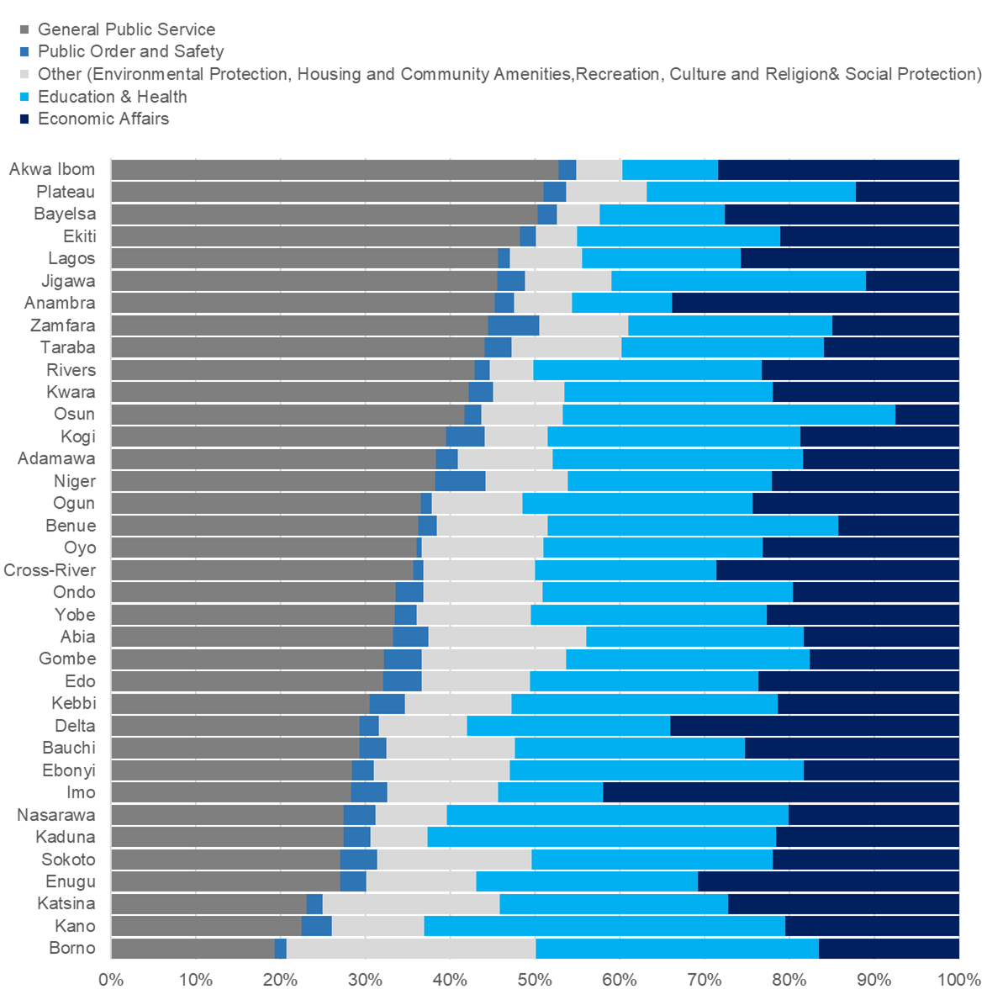 General Public Service
Public Order and Safety
Other (Environmental Protection, Housing and Community Amenities,Recreation, Culture and Religion& Social Protection)
Education & Health
Economic Affairs
Akwa Ibom
Plateau
Bayelsa
Ekiti
Lagos
Jigawa
Anambra
Zamfara
Taraba
Rivers
Kwara
Osun
Kogi
Adamawa
Niger
Ogun
Benue
Oyo
Cross-River
Ondo
Yobe
Abia
Gombe
Edo
Kebbi
Delta
Bauchi
Ebonyi
Imo
Nasarawa
Kaduna
Sokoto
Enugu
Katsina
Kano
Borno
0% 10% 20% 30% 40% 50% 60% 70% 80% 90% 100%